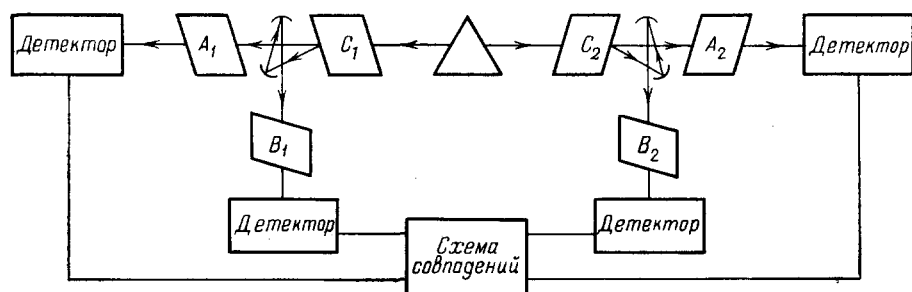 Детектор
A₁
C₁
C₂
A₂
Детектор
B₁
B₂
Детектор
Детектор
Схема
совпадений